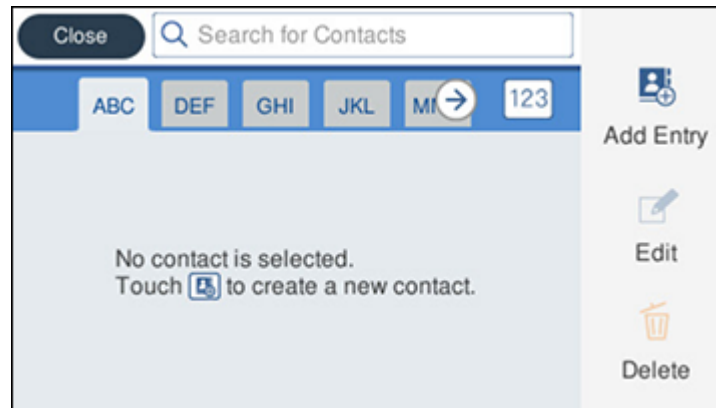 Close
Search for Contacts
ABC
DEF
GHI
JKL
123
No contact is selected.
Touch to create a new contact.
Add Entry
Edit
Delete